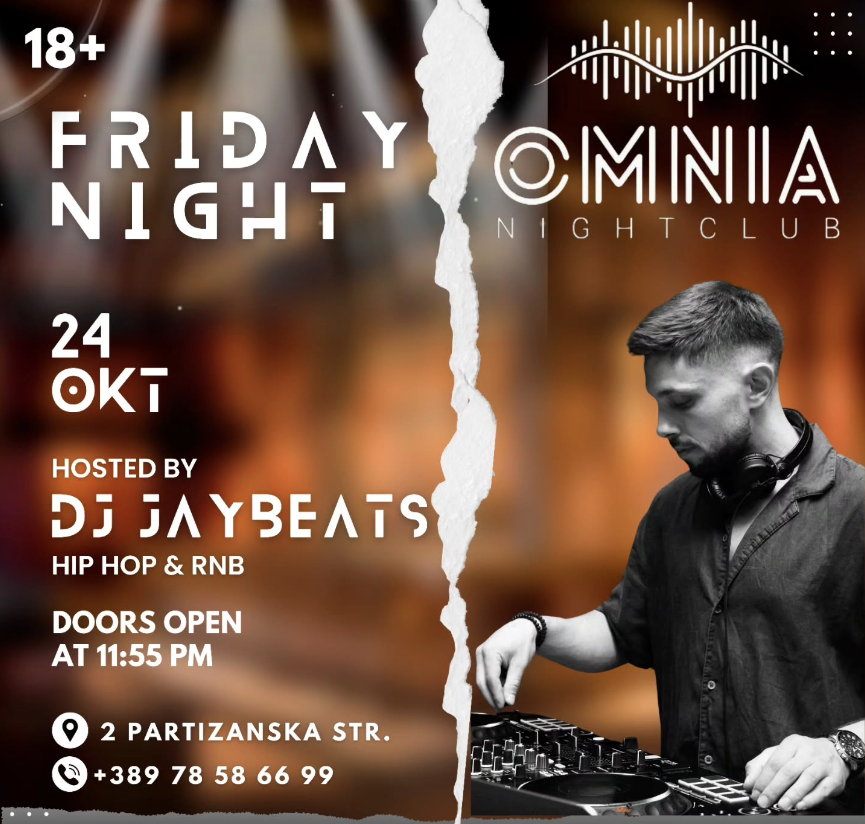 18+
FRIDAY
NIGHT
24
OKT
HOSTED BY
DJ JAYBEATS
HIP HOP & RNB
DOORS OPEN
AT 11:55 PM
2 PARTIZANSKA STR.
+389 78 58 66 99
OMNIA
NIGHTCLUB